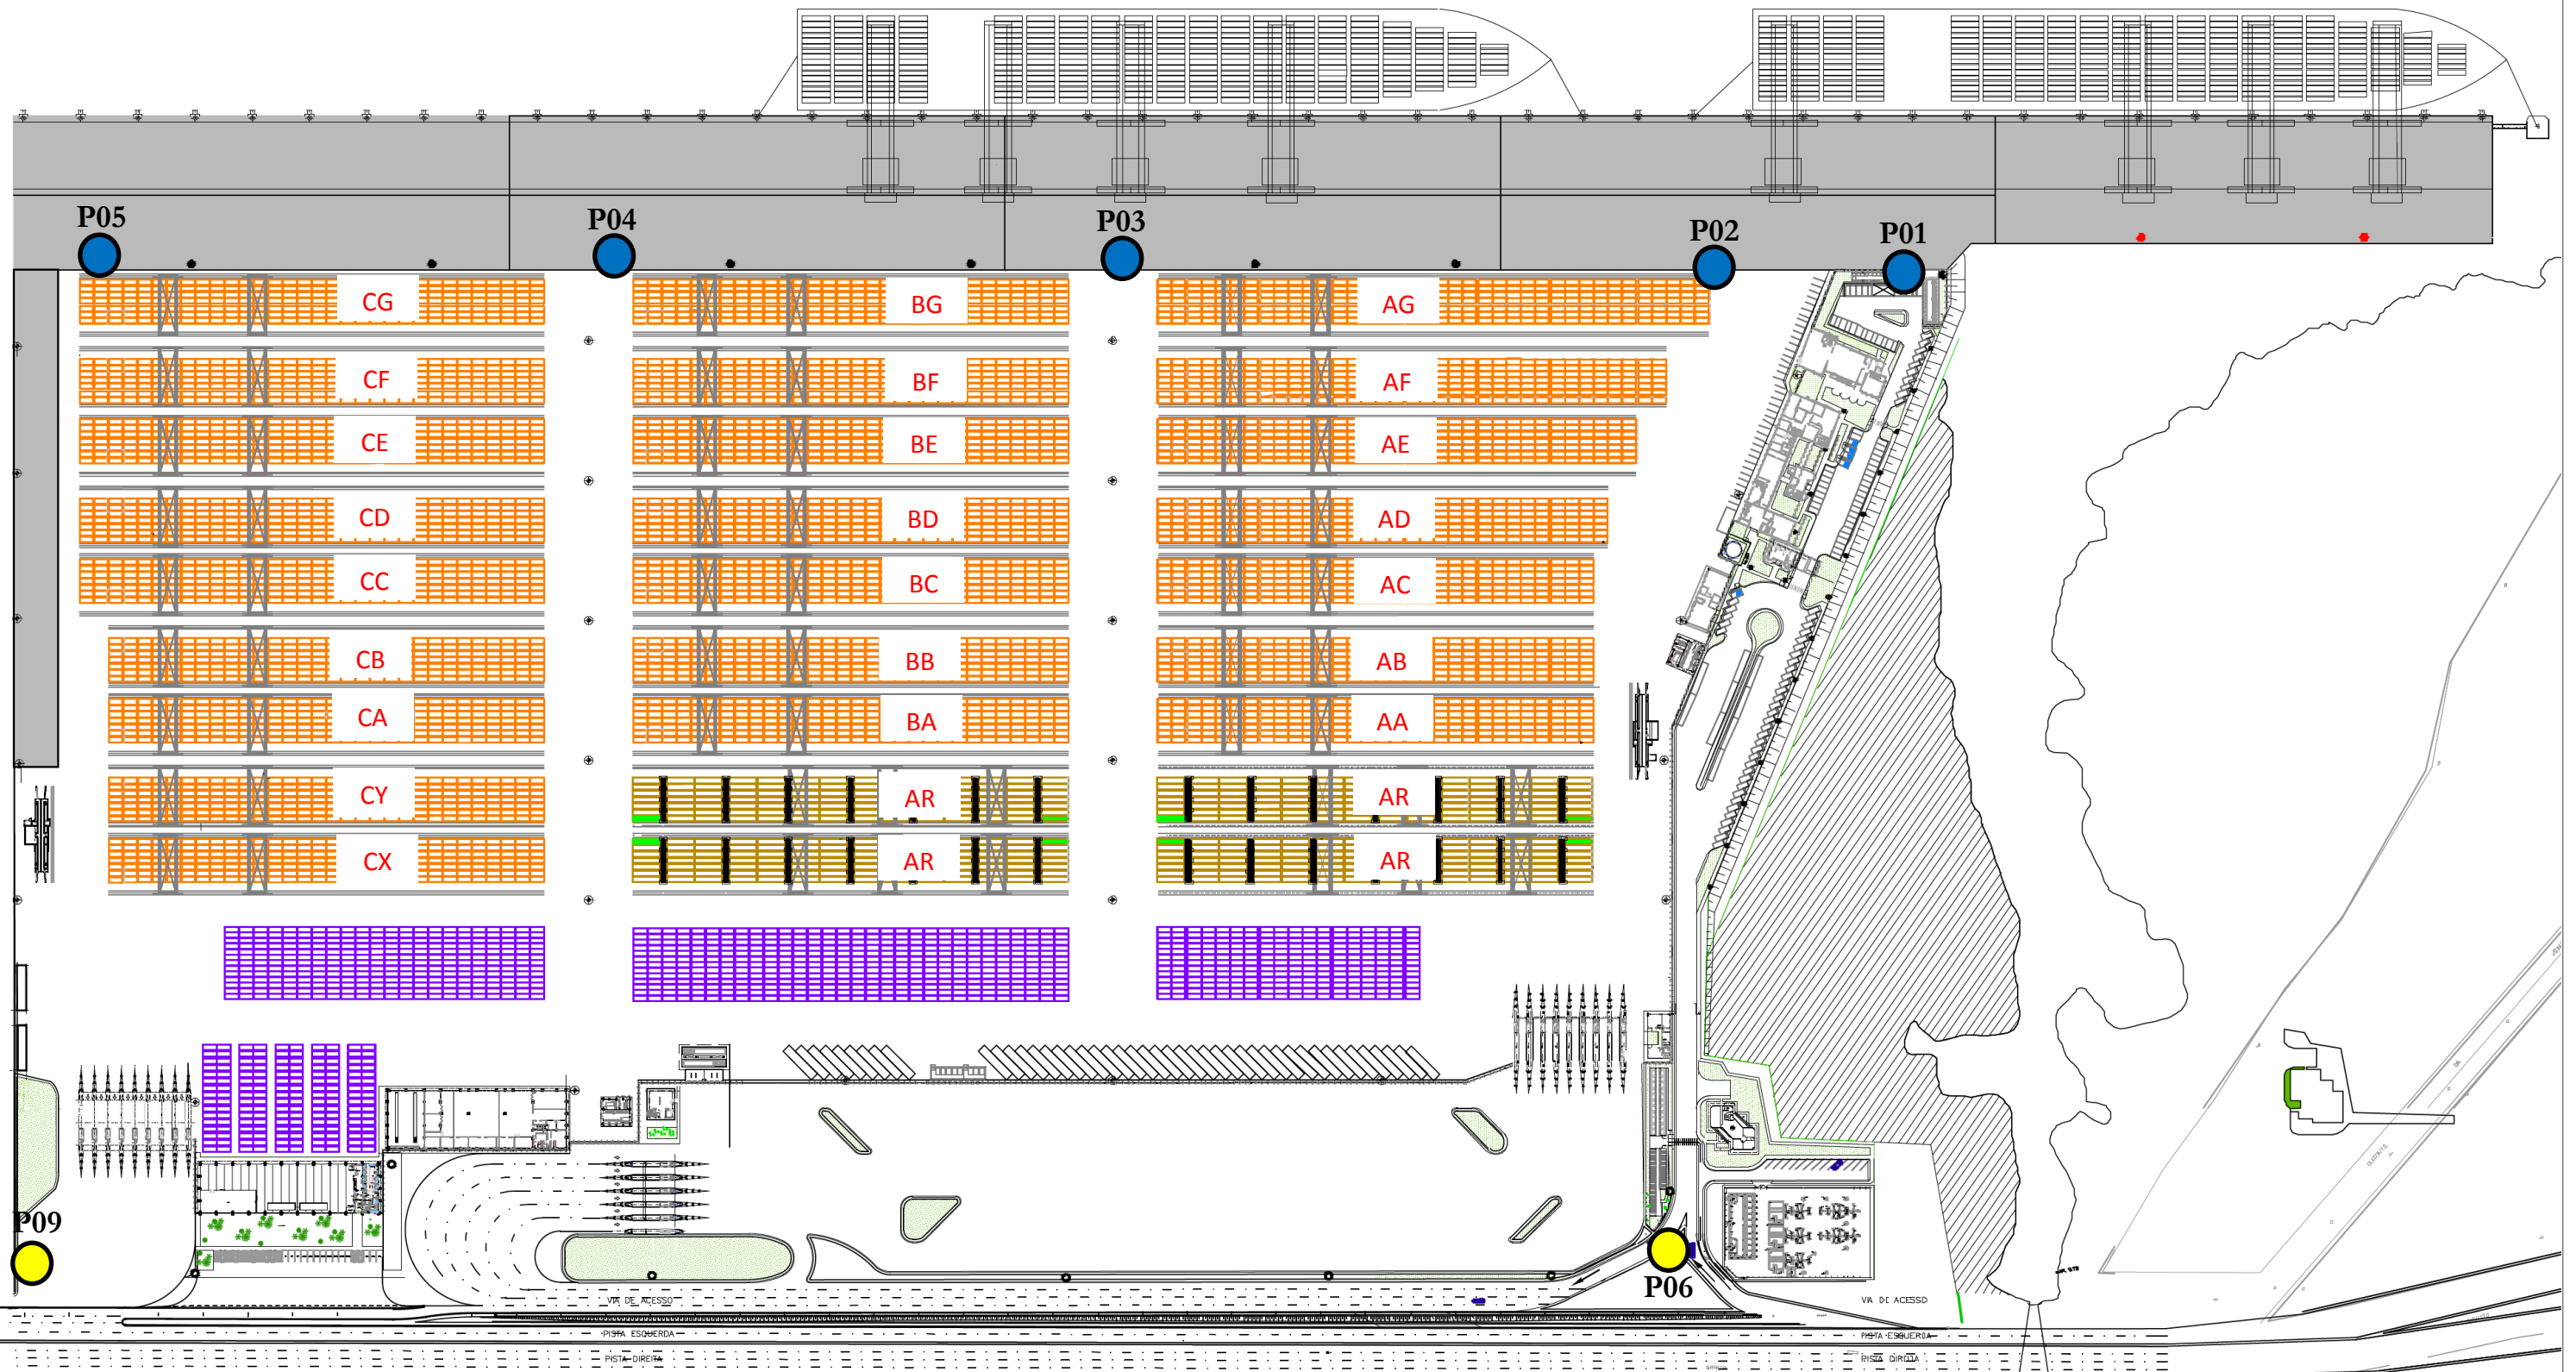 P05
P04
P03
P02
P01
CG
BG
AG
CF
BF
AF
CE
BE
AE
CD
BD
AD
CC
BC
AC
CB
BB
AB
CA
BA
AA
CY
AR
AR
CX
AR
AR
P09
P06
VIA DE ACESSO
VIA DE ACESSO
PISTA ESQUERDA
PISTA ESQUERDA
PISTA DIREITA
PISTA DIREITA